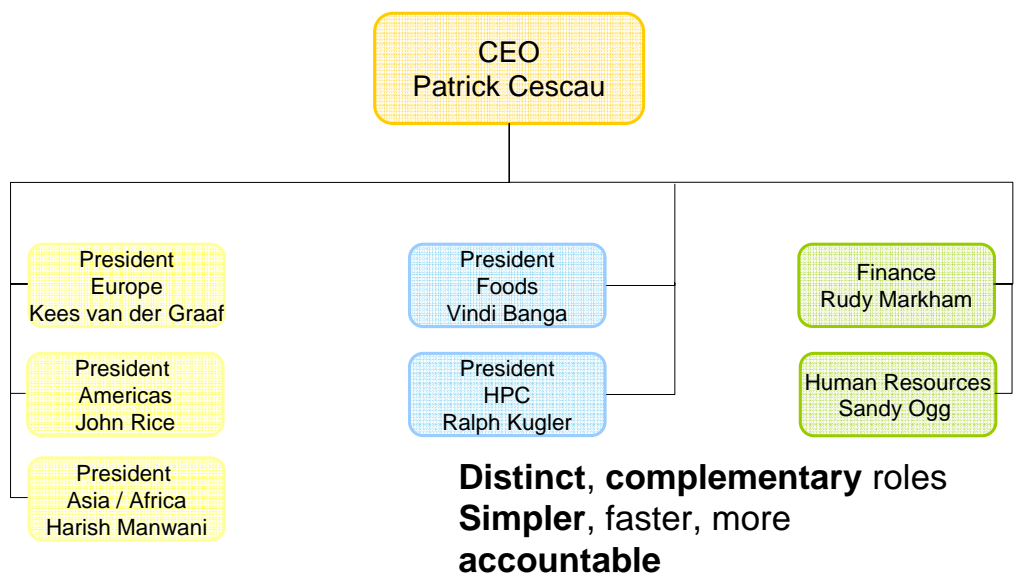 CEO
Patrick Cescau
President
Europe
Kees van der Graaf
President
Americas
John Rice
President
Asia / Africa
Harish Manwani
President
Foods
Vindi Banga
President
HPC
Ralph Kugler
Finance
Rudy Markham
Human Resources
Sandy Ogg
Distinct, complementary roles
Simpler, faster, more
accountable